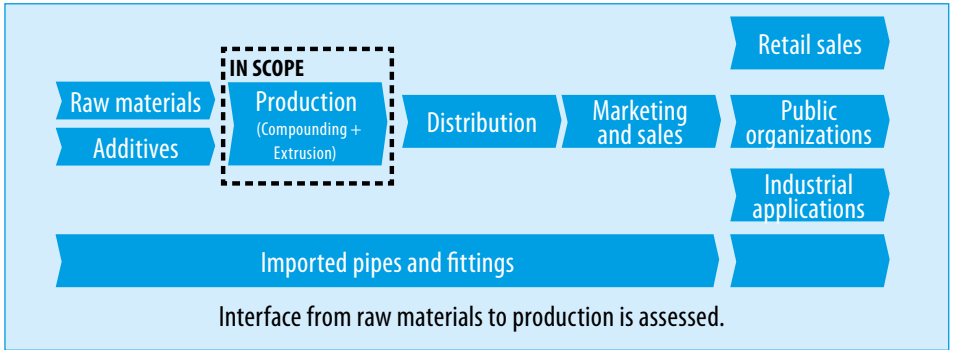 Retail sales
IN SCOPE
Raw materials
Additives
Production
(Compounding +
Extrusion)
Distribution
Marketing
and sales
Public
organizations
Industrial
applications
Imported pipes and fittings
Interface from raw materials to production is assessed.